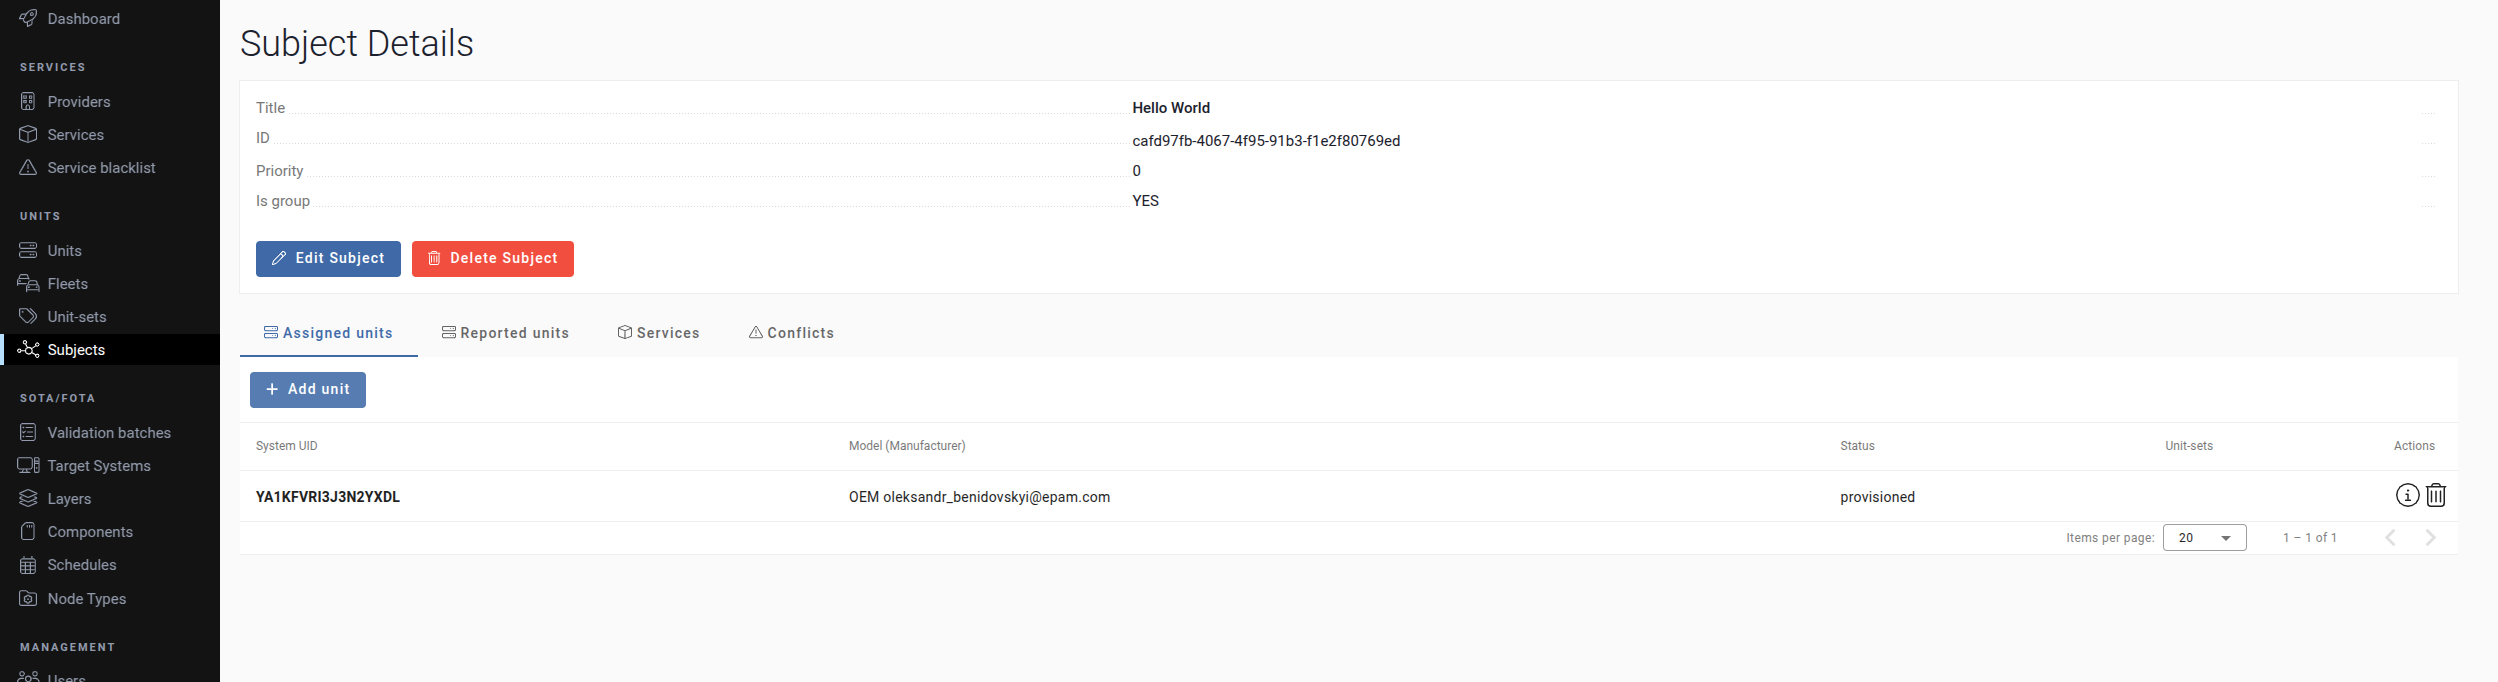 Dashboard
SERVICES
Providers
Services
Service blacklist
UNITS
Units
Fleets
Unit-sets
Subjects
SOTA/FOTA
Validation batches
Target Systems
Layers
Components
Schedules
Node Types
MANAGEMENT
Users
Subject Details
Title Hello World
ID cafd97fb-4067-4f95-91b3-f1e2f80769ed
Priority 0
Is group YES
Edit Subject Delete Subject
Assigned units Reported units Services Conflicts
+ Add unit
System UID Model (Manufacturer) Status Unit-sets Actions
YA1KFVRI3J3N2YXDL OEM oleksandr_benidovskyi@epam.com provisioned
Items per page: 20 1 – 1 of 1